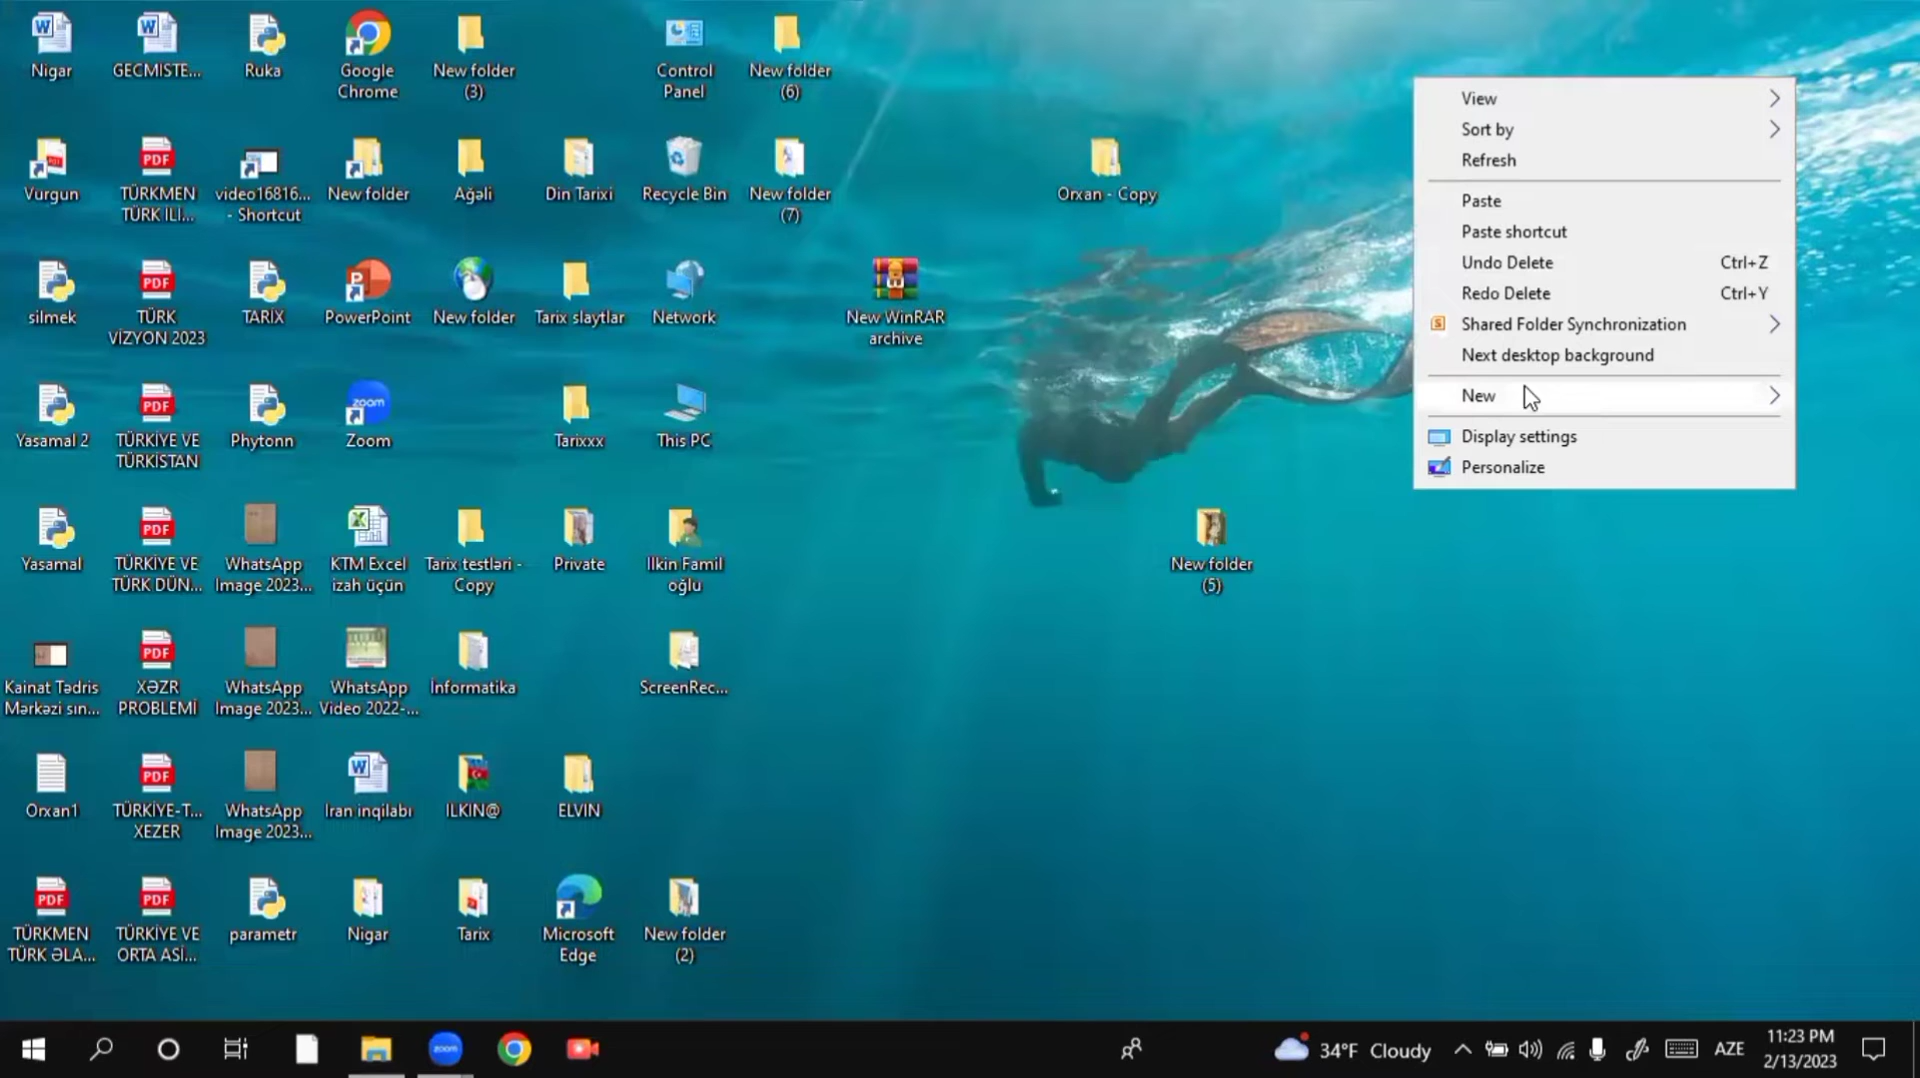 Nigar
GECMISTE...
Ruka
Google
Chrome
New folder
(3)
Control
Panel
New folder
(6)
Vurgun
TÜRKMEN
TÜRK ILI...
video16816...
- Shortcut
New folder
Ağəli
Din Tarixi
Recycle Bin
New folder
(7)
Orxan - Copy
silmek
TÜRK
VİZYON 2023
TARİX
PowerPoint
New folder
Tarix slaytlar
Network
New WinRAR
archive
Yasamal 2
TÜRKİYE VE
TÜRKİSTAN
Phytonn
Zoom
Tarixxx
This PC
Yasamal
TÜRKİYE VE
TÜRK DÜN...
WhatsApp
Image 2023...
KTM Excel
izah üçün
Tarix testləri -
Copy
Private
Ilkin Famil
oğlu
New folder
(5)
Kainat Tədris
Mərkəzi sın...
XƏZR
PROBLEMİ
WhatsApp
Image 2023...
WhatsApp
Video 2022-...
İnformatika
ScreenRec...
Orxan1
TÜRKİYE-T...
XEZER
WhatsApp
Image 2023...
Iran inqilabı
ILKIN@
ELVIN
TÜRKMEN
TÜRK ƏLA...
TÜRKİYE VE
ORTA ASİ...
parametr
Nigar
Tarix
Microsoft
Edge
New folder
(2)
View
Sort by
Refresh
Paste
Paste shortcut
Undo Delete Ctrl+Z
Redo Delete Ctrl+Y
Shared Folder Synchronization
Next desktop background
New
Display settings
Personalize
zoom
34°F Cloudy
AZE
11:23 PM
2/13/2023